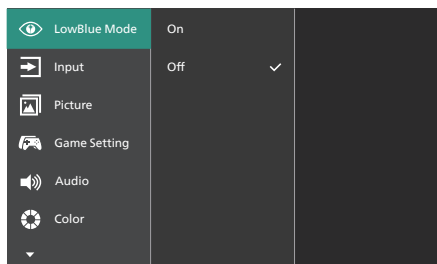 LowBlue Mode
On
Input
Off
Picture
Game Setting
Audio
Color